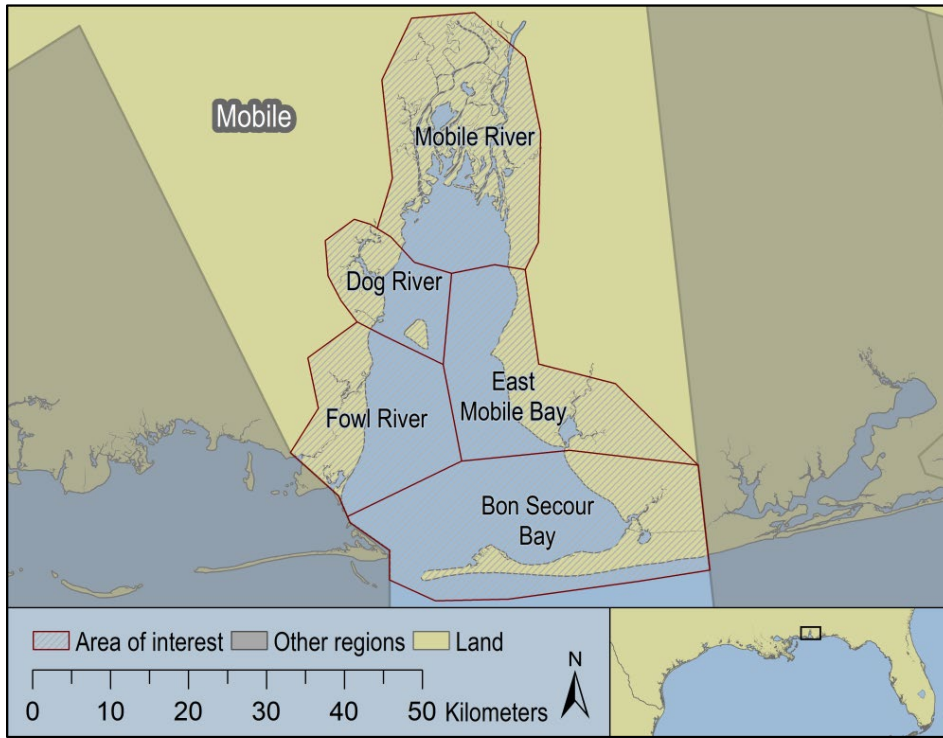 Mobile
Mobile River
Dog River
East
Mobile Bay
Fowl River
Bon Secour
Bay
Area of interest
Other regions
Land
N
0 10 20 30 40 50 Kilometers